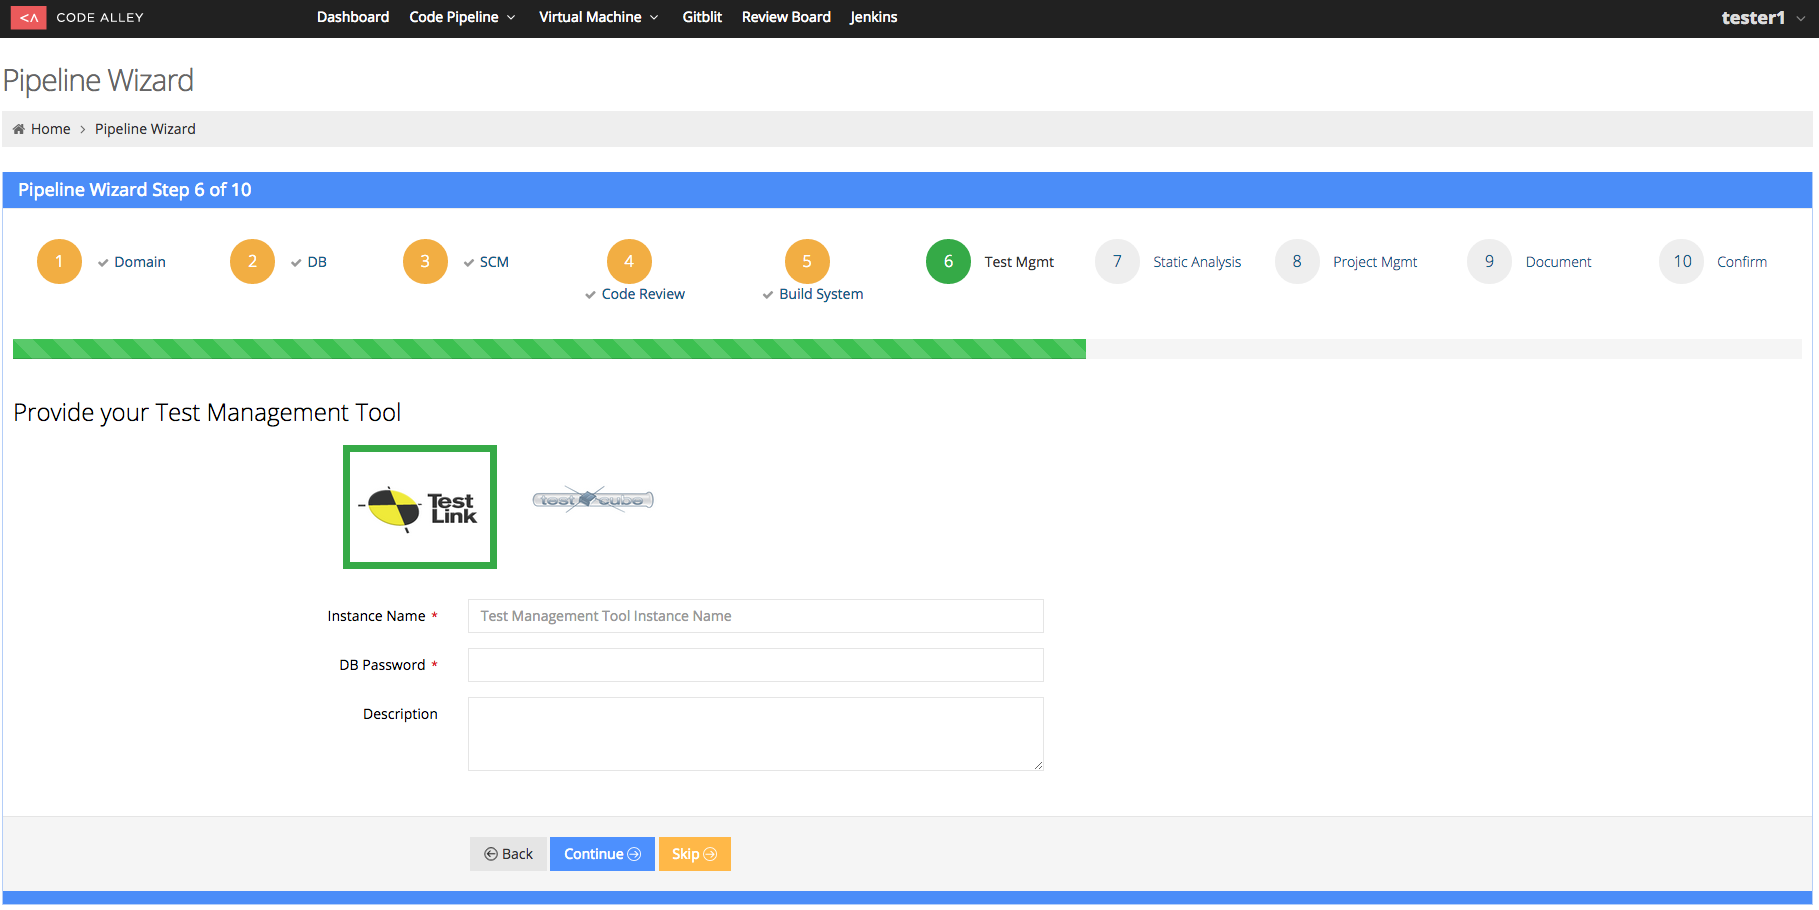 <A CODE ALLEY Dashboard Code Pipeline Virtual Machine Gitblit Review Board Jenkins tester1
Pipeline Wizard
Home > Pipeline Wizard
Pipeline Wizard Step 6 of 10
1 Domain 2 DB 3 SCM 4 5 6 Test Mgmt 7 Static Analysis 8 Project Mgmt 9 Document 10 Confirm
Code Review Build System
Provide your Test Management Tool
Test
Link
test cube
Instance Name * Test Management Tool Instance Name
DB Password *
Description
Back Continue Skip